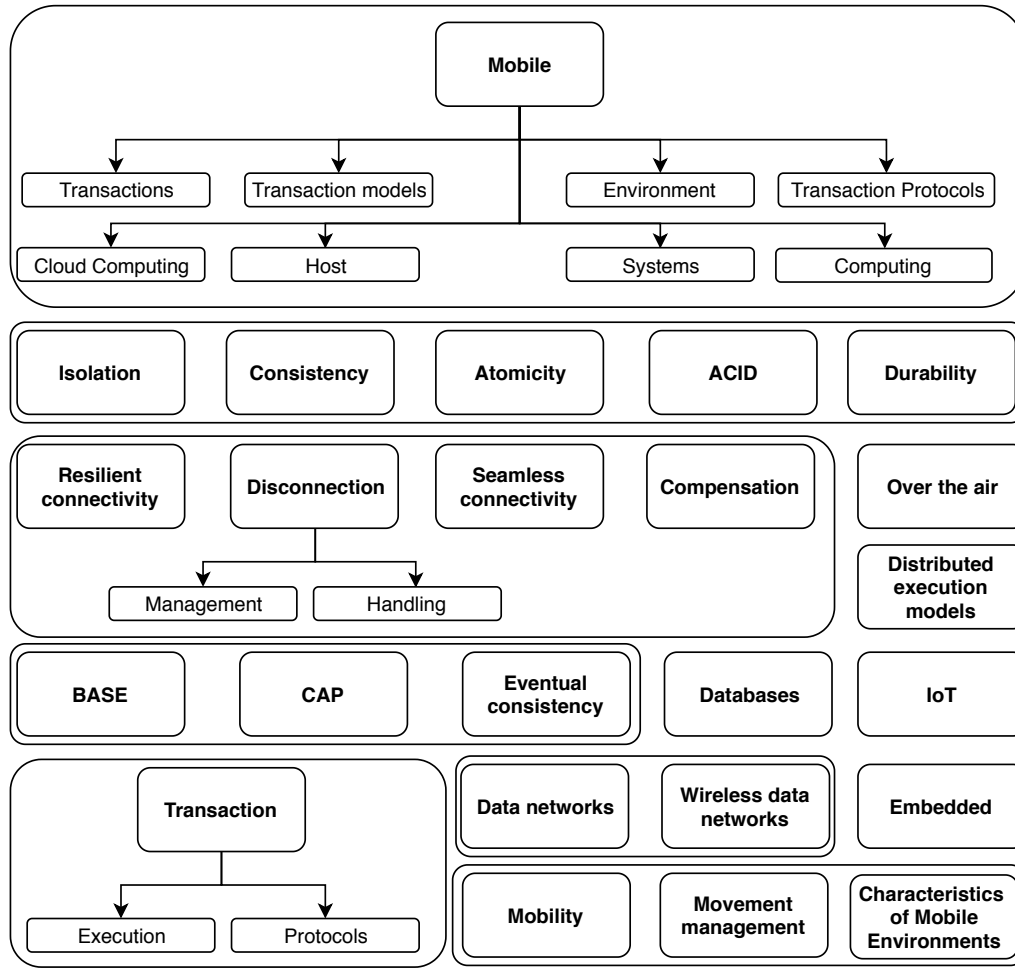 Mobile
Transactions
Transaction models
Environment
Transaction Protocols
Cloud Computing
Host
Systems
Computing
Isolation
Consistency
Atomicity
ACID
Durability
Resilient
connectivity
Disconnection
Seamless
connectivity
Compensation
Over the air
Management
Handling
Distributed
execution
models
BASE
CAP
Eventual
consistency
Databases
IoT
Transaction
Execution
Protocols
Data networks
Wireless data
networks
Embedded
Mobility
Movement
management
Characteristics
of Mobile
Environments